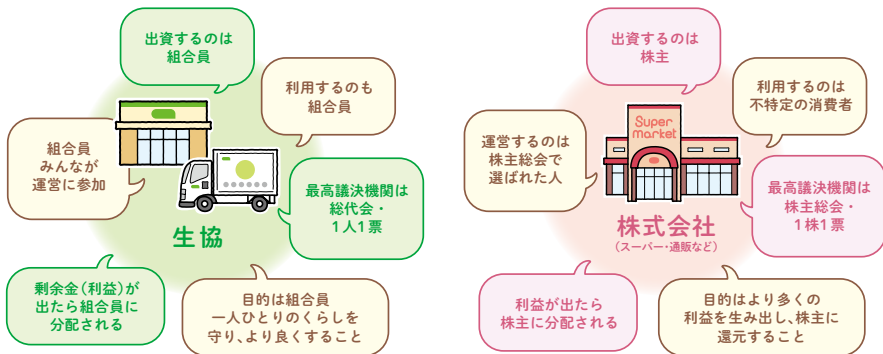 出資するのは
組合員
利用するのも
組合員
組合員
みんなが
運営に参加
最高議決機関は
総代会・
1人1票
生協
剰余金(利益)が
出たら組合員に
分配される
目的は組合員
一人ひとりのくらしを
守り、より良くすること
出資するのは
株主
利用するのは
不特定の消費者
運営するのは
株主総会で
選ばれた人
Super
market
最高議決機関は
株主総会・
1株1票
株式会社
(スーパー・通販など)
利益が出たら
株主に分配される
目的はより多くの
利益を生み出し、株主に
還元すること